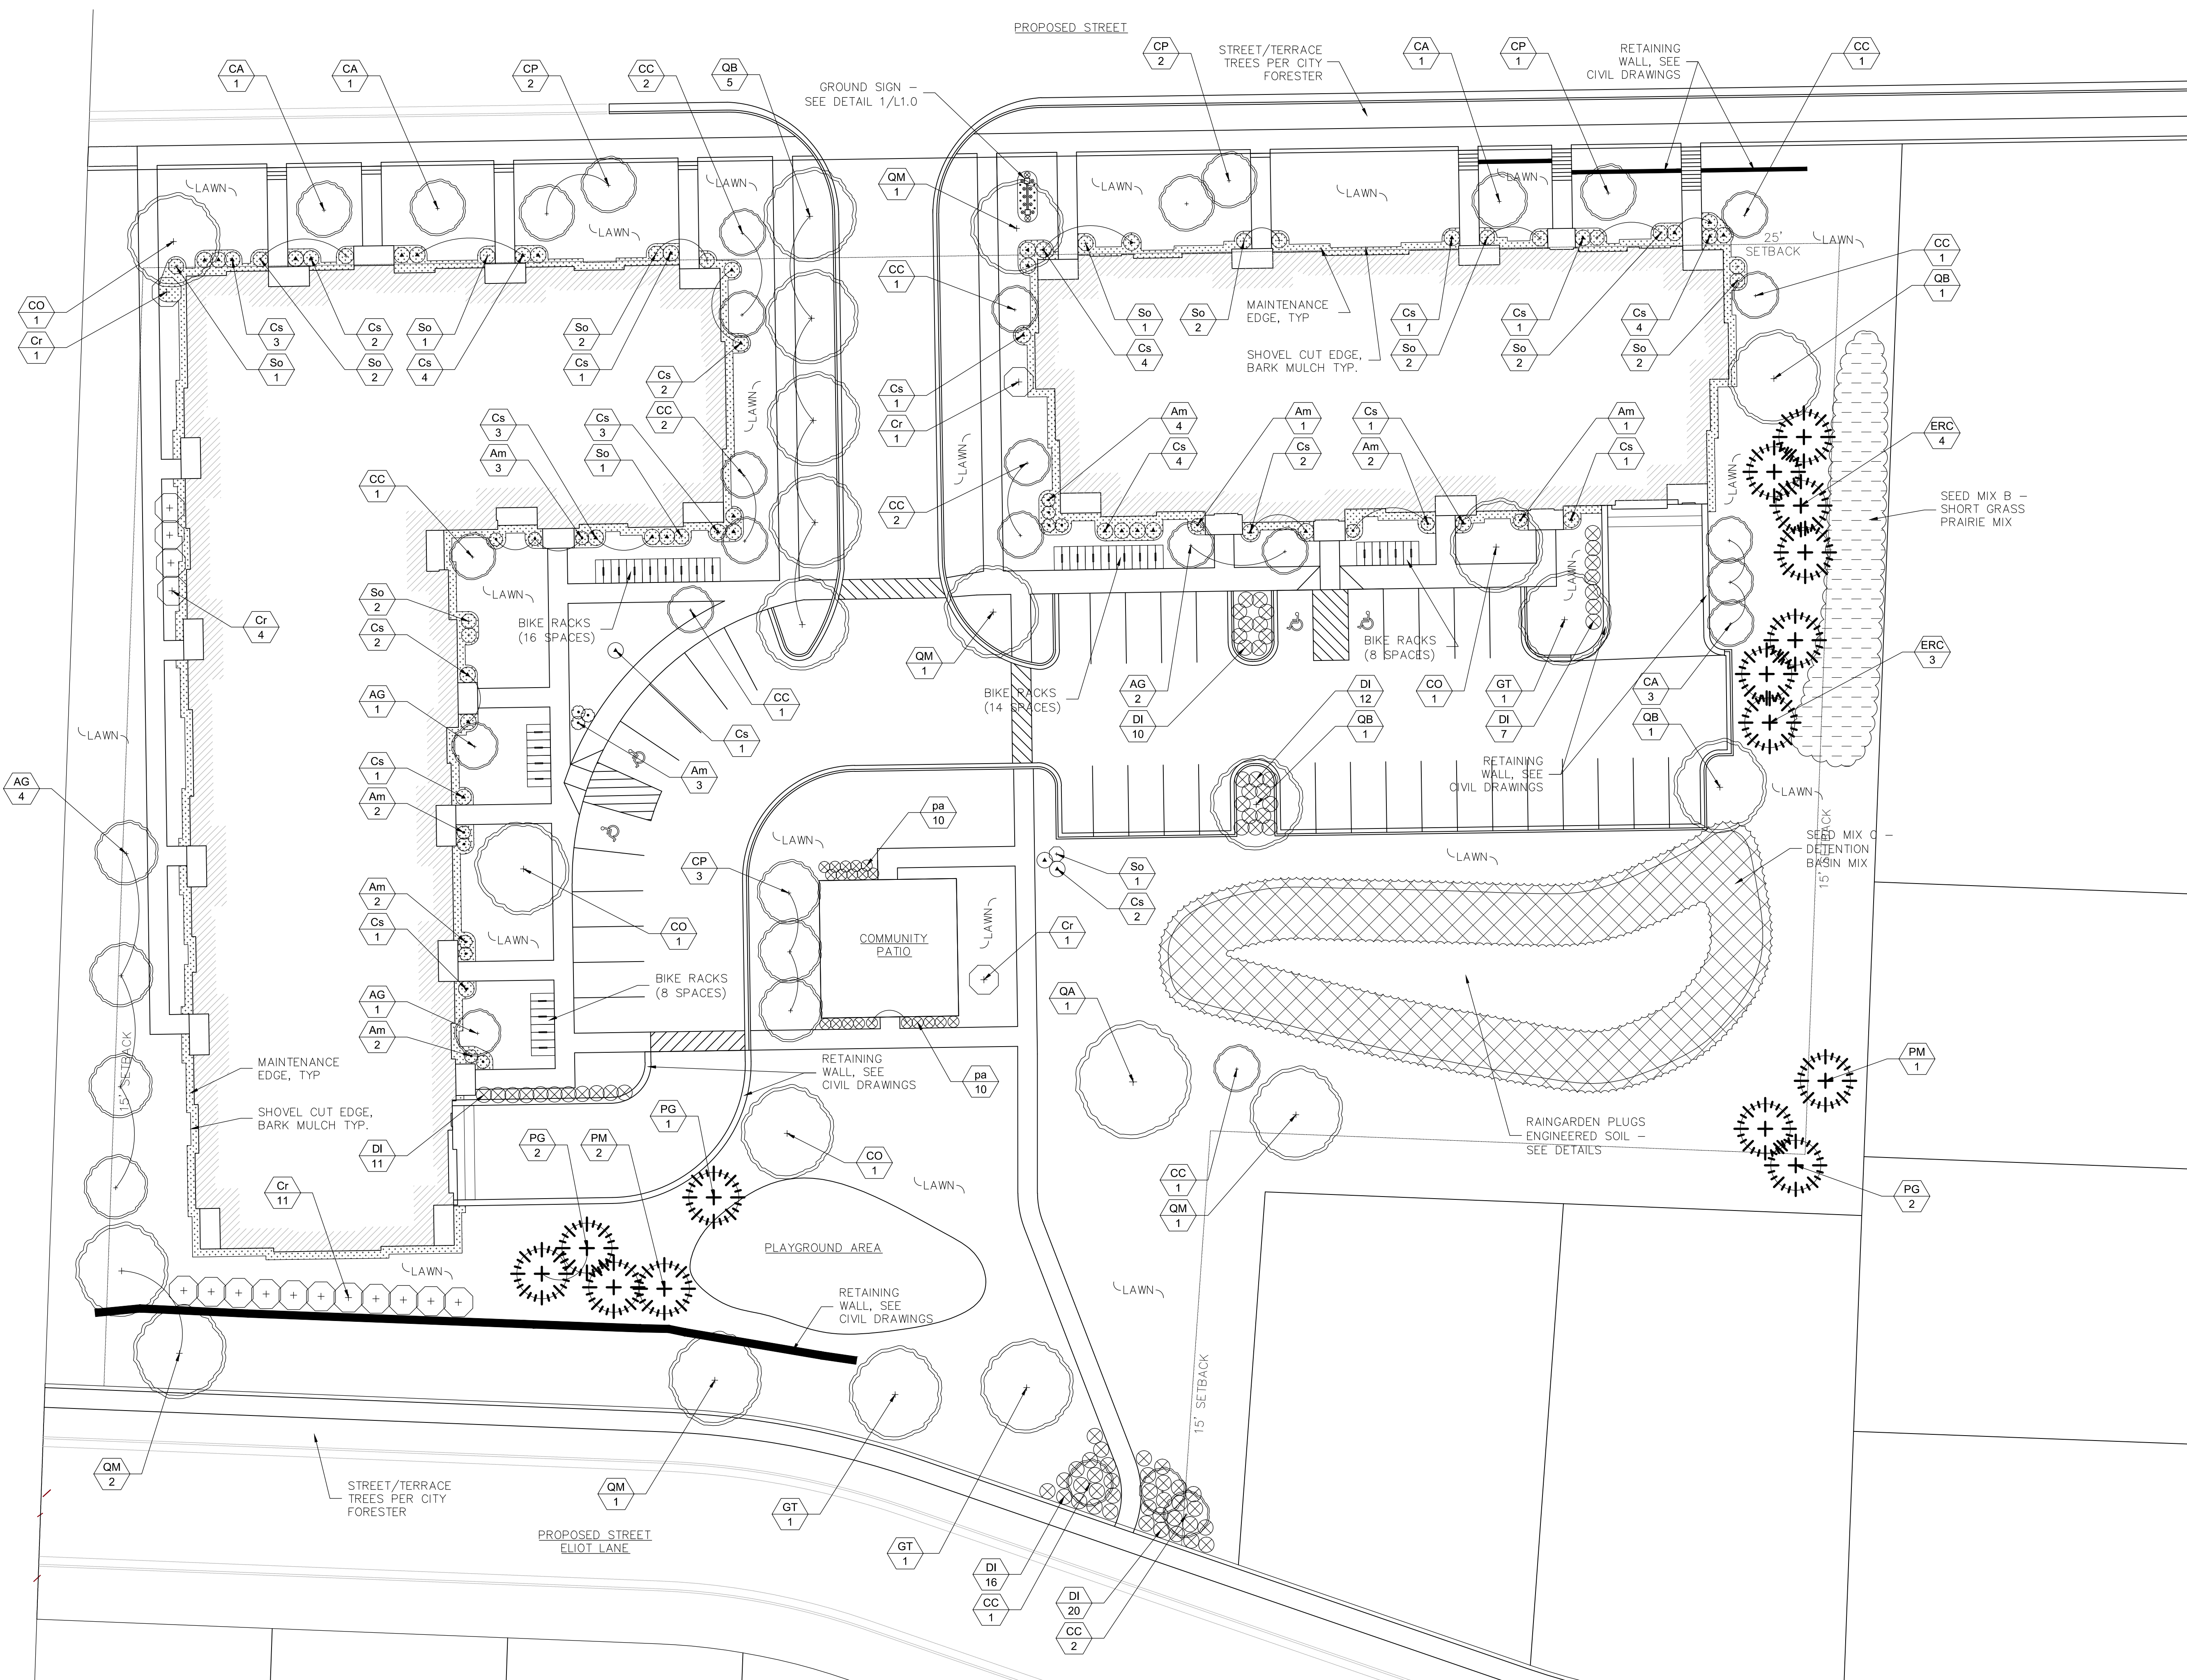 PROPOSED STREET
CA
1
CA
1
CP
2
CC
2
QB
5
GROUND SIGN –
SEE DETAIL 1/L1.0
CP
2
STREET/TERRACE
TREES PER CITY
FORESTER
CA
1
CP
1
RETAINING
WALL, SEE
CIVIL DRAWINGS
CC
1
LAWN
LAWN
LAWN
QM
1
LAWN
LAWN
LAWN
LAWN
25'
SETBACK
LAWN
CC
1
QB
1
CC
1
CO
1
Cr
1
Cs
3
So
1
Cs
2
So
2
So
1
Cs
4
So
2
Cs
1
Cs
2
CC
2
LAWN
So
1
Cs
4
So
2
MAINTENANCE
EDGE, TYP
SHOVEL CUT EDGE,
BARK MULCH TYP.
Cs
1
So
2
Cs
1
So
2
Cs
4
So
2
Cs
1
Cr
1
Cs
3
Am
3
Cs
3
So
1
Am
4
Cs
4
Am
1
Cs
2
Cs
1
Am
2
Am
1
Cs
1
ERC
4
LAWN
LAWN
CC
1
CC
2
SEED MIX B –
SHORT GRASS
PRAIRIE MIX
LAWN
BIKE RACKS
(16 SPACES)
So
2
Cs
2
Cr
4
LAWN
BIKE RACKS
(8 SPACES)
QM
1
ERC
3
AG
1
CC
1
Cs
1
BIKE RACKS
(14 SPACES)
AG
2
DI
10
DI
12
QB
1
CO
1
GT
1
DI
7
CA
3
QB
1
LAWN
AG
4
Am
3
Cs
1
Am
2
RETAINING
WALL, SEE
CIVIL DRAWINGS
LAWN
pa
10
LAWN
LAWN
SEED MIX C –
DETENTION
BASIN MIX
15' SETBACK
CP
3
So
1
Cs
2
Am
2
Cs
1
LAWN
CO
1
COMMUNITY
PATIO
LAWN
Cr
1
BIKE RACKS
(8 SPACES)
QA
1
AG
1
Am
2
15' SETBACK
MAINTENANCE
EDGE, TYP
SHOVEL CUT EDGE,
BARK MULCH TYP.
RETAINING
WALL, SEE
CIVIL DRAWINGS
pa
10
PM
1
DI
11
PG
2
PM
2
PG
1
CO
1
RAINGARDEN PLUGS
ENGINEERED SOIL –
SEE DETAILS
CC
1
QM
1
PG
2
Cr
11
LAWN
LAWN
PLAYGROUND AREA
RETAINING
WALL, SEE
CIVIL DRAWINGS
LAWN
15' SETBACK
QM
2
STREET/TERRACE
TREES PER CITY
FORESTER
QM
1
GT
1
GT
1
PROPOSED STREET
ELIOT LANE
DI
16
CC
1
DI
20
CC
2